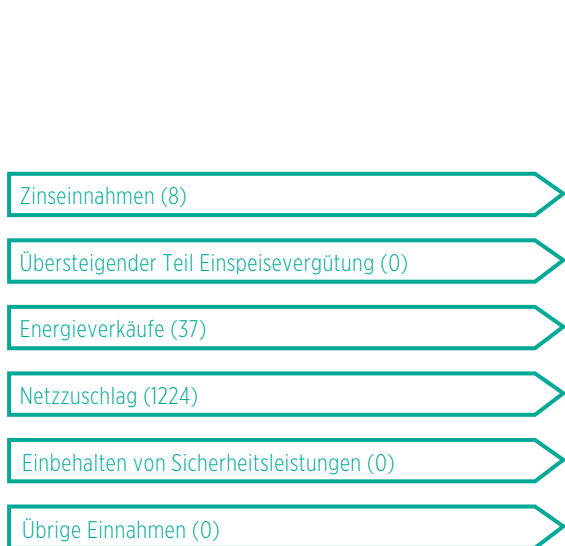 Zinseinnahmen (8)
Übersteigender Teil Einspeisevergütung (0)
Energieverkäufe (37)
Netzzuschlag (1224)
Einbehalten von Sicherheitsleistungen (0)
Übrige Einnahmen (0)